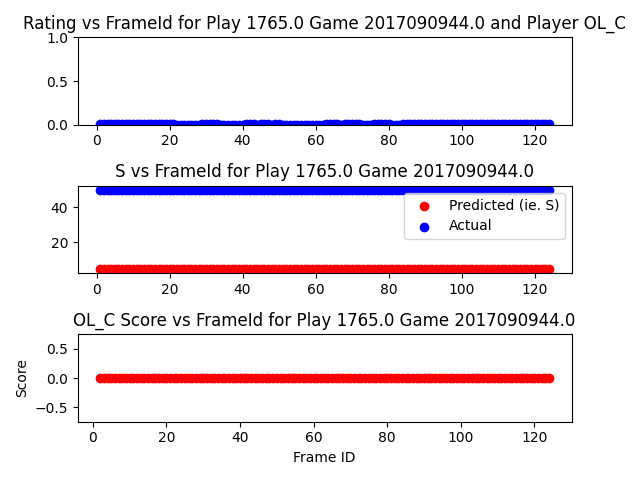 Rating vs FrameId for Play 1765.0 Game 2017090944.0 and Player OL_C
1.0
0.5
0.0
0 20 40 60 80 100 120
S vs FrameId for Play 1765.0 Game 2017090944.0
40
20
Predicted (ie. S)
Actual
0 20 40 60 80 100 120
OL_C Score vs FrameId for Play 1765.0 Game 2017090944.0
Score
0.5
0.0
−0.5
0 20 40 60 80 100 120
Frame ID